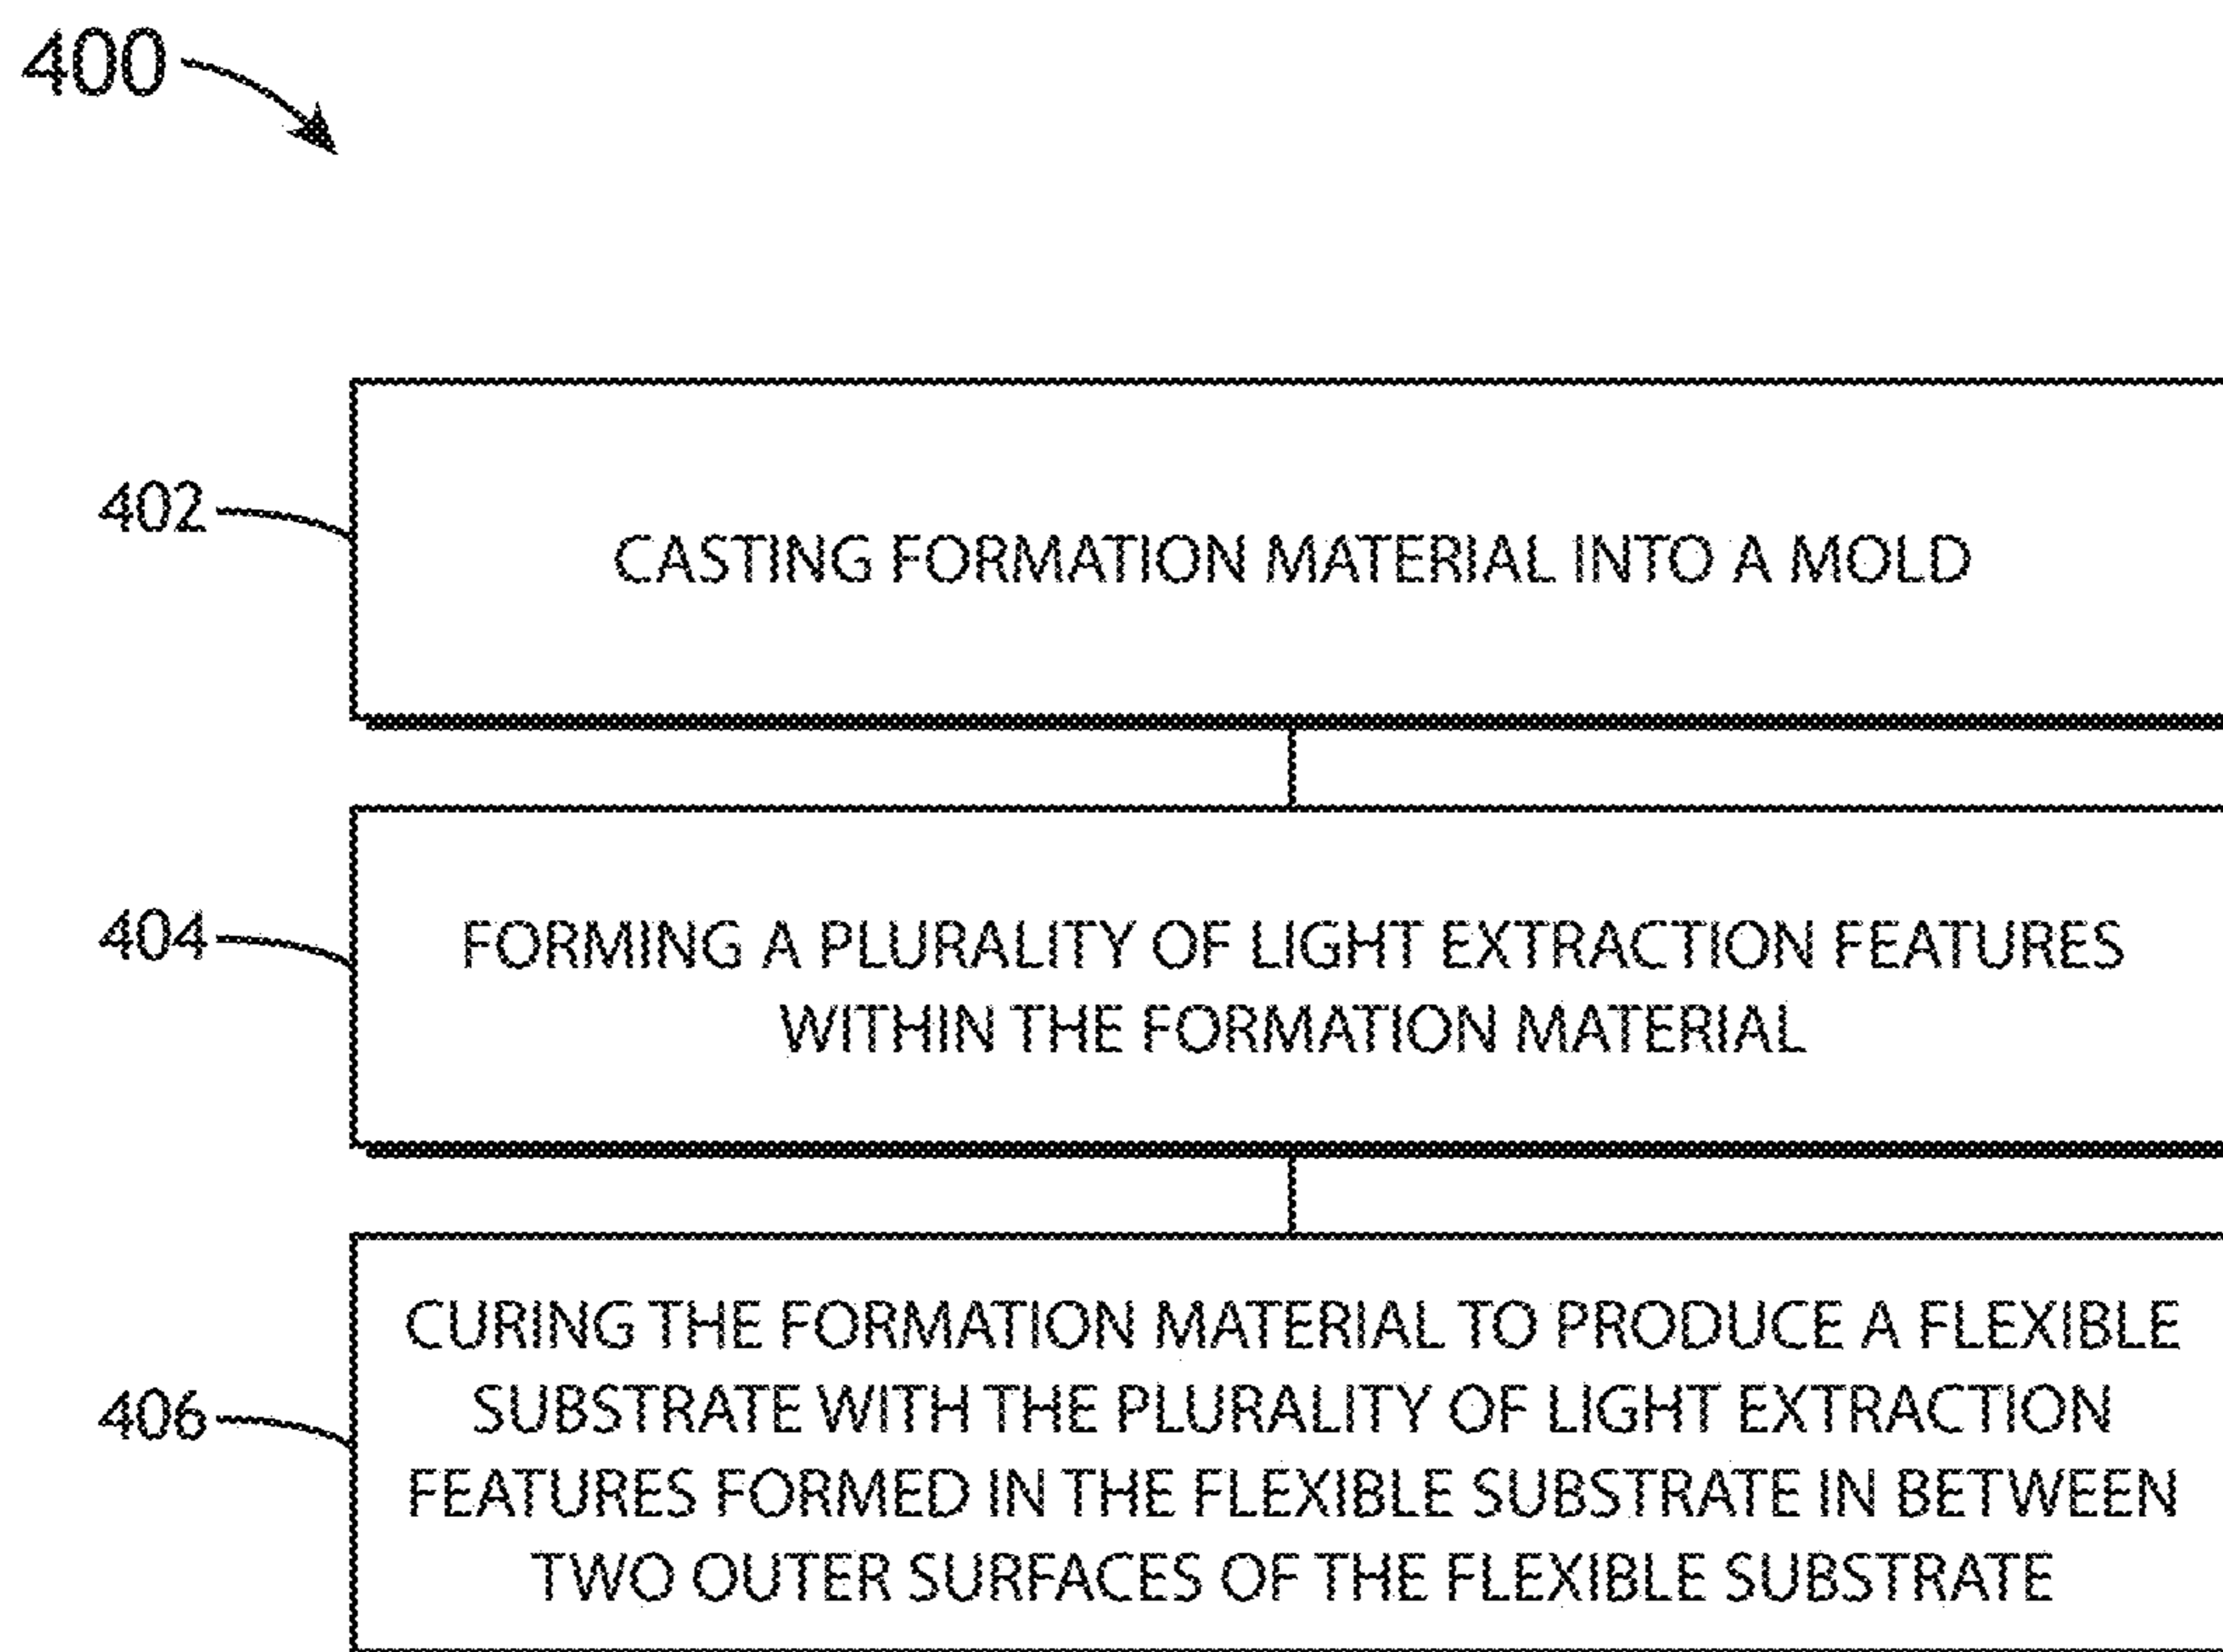 400
402
CASTING FORMATION MATERIAL INTO A MOLD
404
FORMING A PLURALITY OF LIGHT EXTRACTION FEATURES
WITHIN THE FORMATION MATERIAL
406
CURING THE FORMATION MATERIAL TO PRODUCE A FLEXIBLE
SUBSTRATE WITH THE PLURALITY OF LIGHT EXTRACTION
FEATURES FORMED IN THE FLEXIBLE SUBSTRATE IN BETWEEN
TWO OUTER SURFACES OF THE FLEXIBLE SUBSTRATE